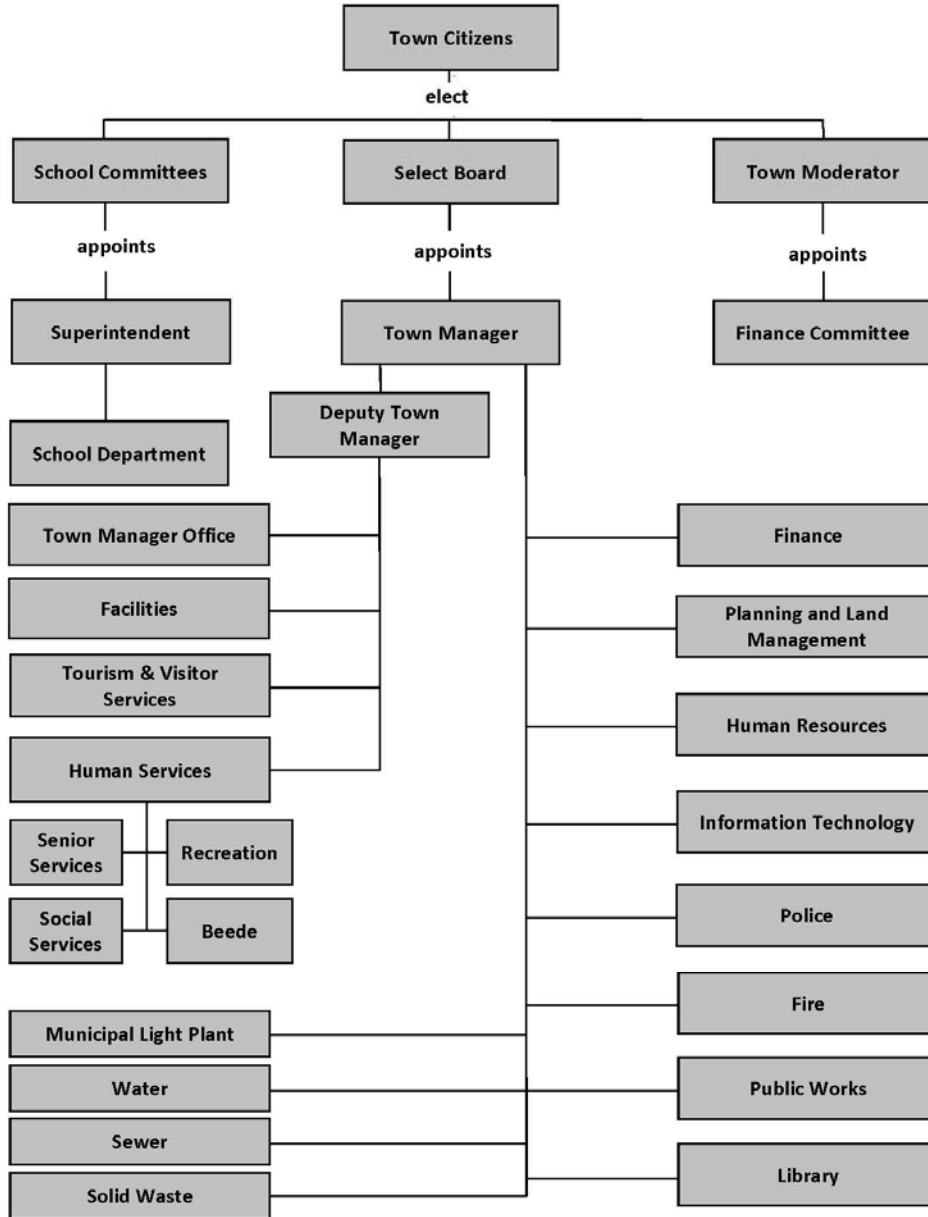 Town Citizens
elect
School Committees
Select Board
Town Moderator
appoints
appoints
appoints
Superintendent
Town Manager
Finance Committee
Deputy Town
Manager
School Department
Town Manager Office
Finance
Facilities
Planning and Land
Management
Tourism & Visitor
Services
Human Resources
Human Services
Information Technology
Senior
Services
Recreation
Social
Services
Beede
Police
Fire
Municipal Light Plant
Water
Public Works
Sewer
Library
Solid Waste